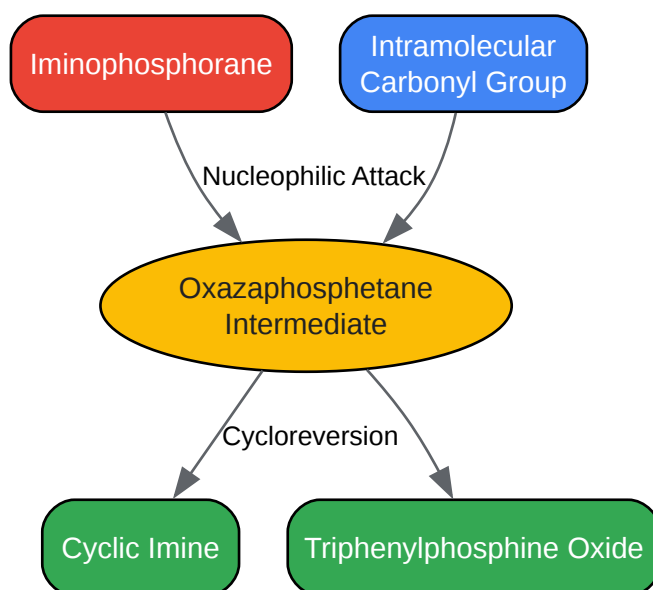 Iminophosphorane
Intramolecular
Carbonyl Group
Nucleophilic Attack
Oxazaphosphetane
Intermediate
Cycloreversion
Cyclic Imine
Triphenylphosphine Oxide